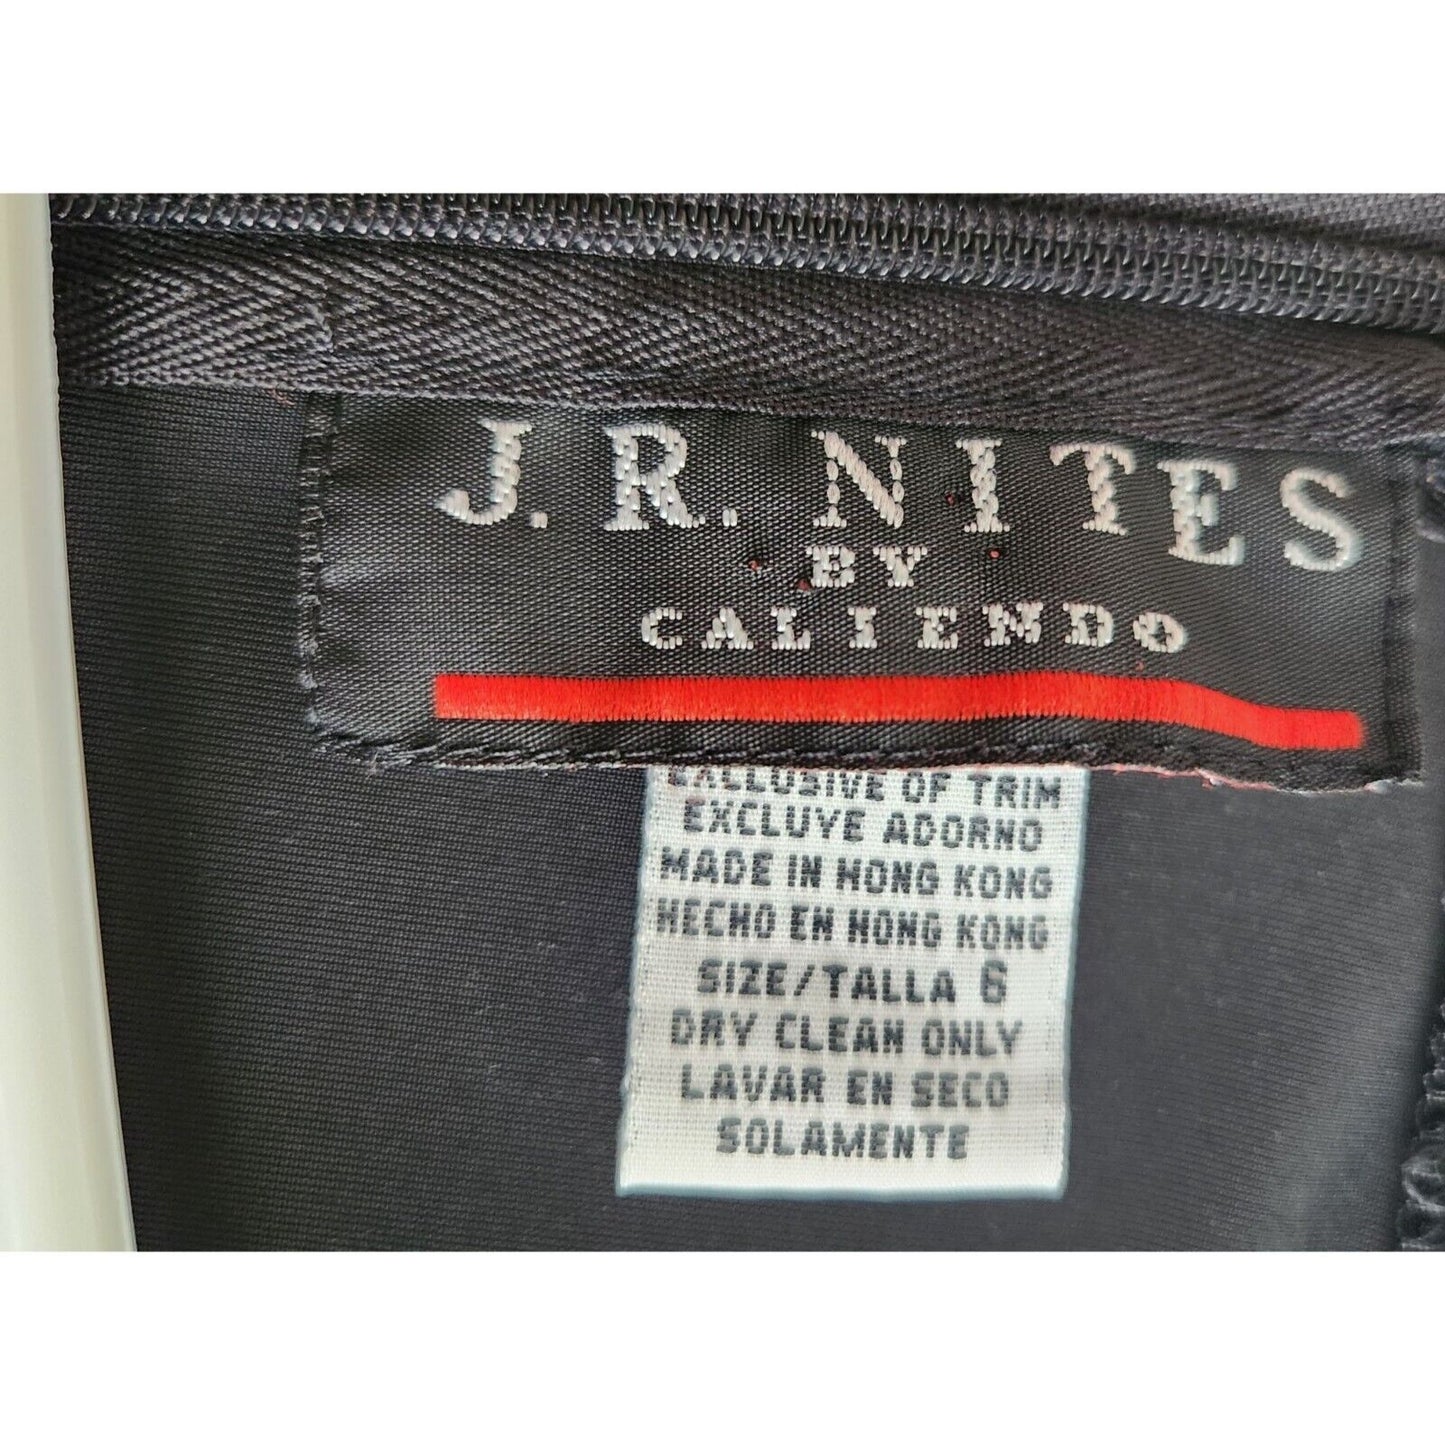 J. R. NITES
BY
CALIENDO
EXCLUSIVE OF TRIM
EXCLUYE ADORNO
MADE IN HONG KONG
HECHO EN HONG KONG
SIZE/TALLA 6
DRY CLEAN ONLY
LAVAR EN SECO
SOLAMENTE